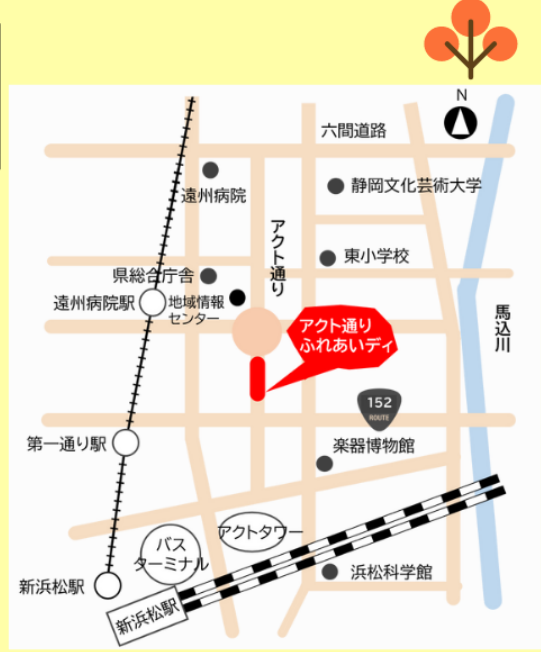 N
六間道路
静岡文化芸術大学
遠州病院
アクト通り
東小学校
県総合庁舎
遠州病院駅
地域情報
センター
アクト通り
ふれあいディ
馬込川
152
ROUTE
第一通り駅
楽器博物館
アクトタワー
バス
ターミナル
浜松科学館
新浜松駅
新浜松駅